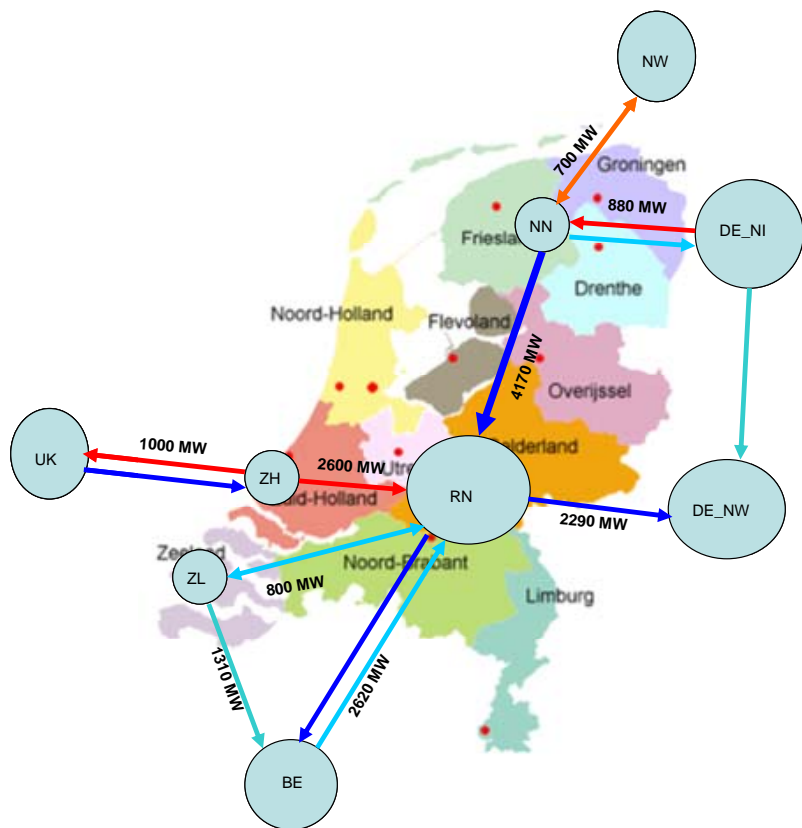 NW
700 MW
Groningen
880 MW
NN
DE_NI
Frieslan
Drenthe
Noord-Holland
Flevoland
4170 MW
Overijssel
1000 MW
UK
ZH
2600 MW
Utre
elderland
RN
uid-Holland
2290 MW
DE_NW
Zeeland
Noord-Brabant
ZL
800 MW
Limburg
1310 MW
2620 MW
BE